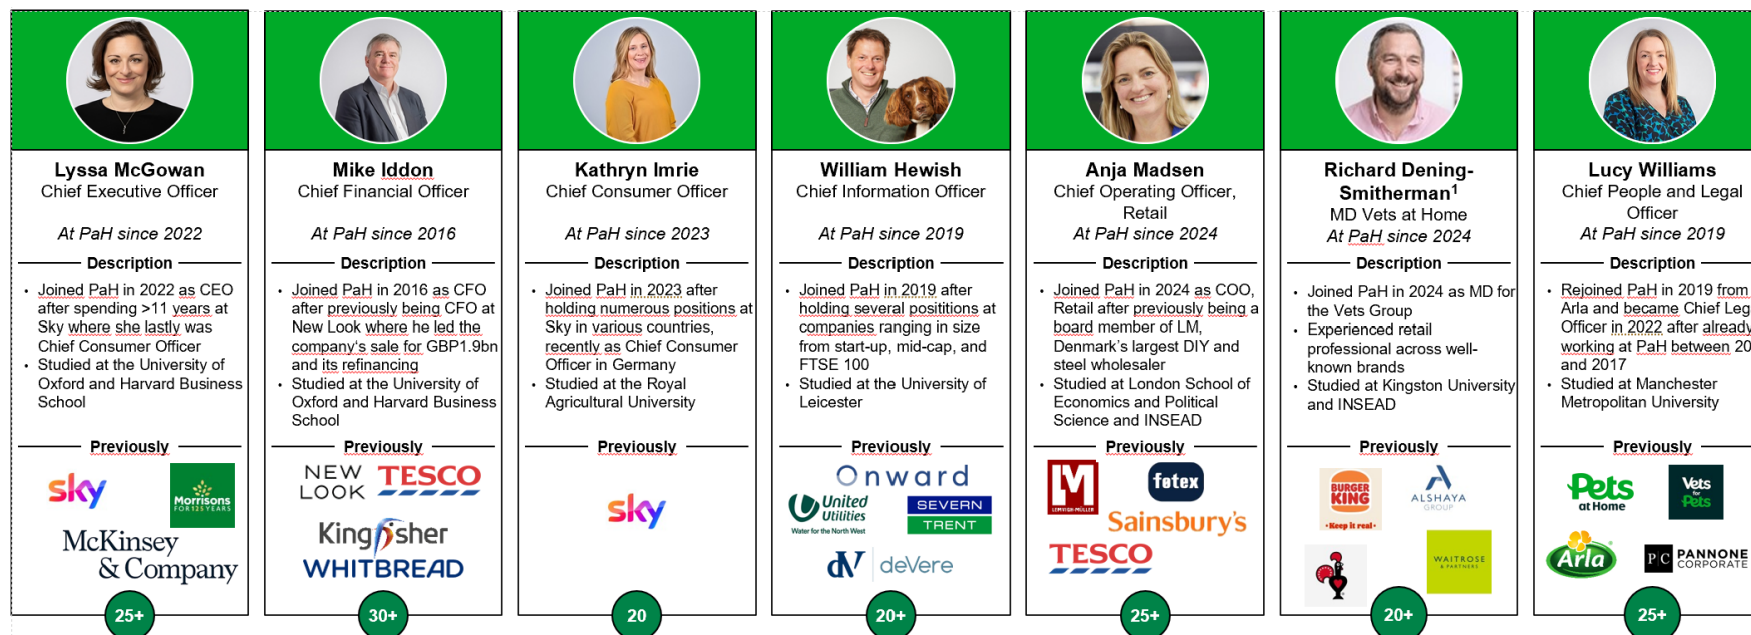 Lyssa McGowan
Chief Executive Officer
At PaH since 2022
Description
• Joined PaH in 2022 as CEO
after spending >11 years at
Sky where she lastly was
Chief Consumer Officer
• Studied at the University of
Oxford and Harvard Business
School
Previously
sky
Morrisons
FOR 125 YEARS
McKinsey
& Company
25+
Mike Iddon
Chief Financial Officer
At PaH since 2016
Description
• Joined PaH in 2016 as CFO
after previously being CFO at
New Look where he led the
company's sale for GBP1.9bn
and its refinancing
• Studied at the University of
Oxford and Harvard Business
School
Previously
NEW
LOOK
TESCO
Kingfisher
WHITBREAD
30+
Kathryn Imrie
Chief Consumer Officer
At PaH since 2023
Description
• Joined PaH in 2023 after
holding numerous positions at
Sky in various countries,
recently as Chief Consumer
Officer in Germany
• Studied at the Royal
Agricultural University
Previously
sky
20
William Hewish
Chief Information Officer
At PaH since 2019
Description
• Joined PaH in 2019 after
holding several posititions at
companies ranging in size
from start-up, mid-cap, and
FTSE 100
• Studied at the University of
Leicester
Previously
Onward
United
Utilities
Water for the North West
SEVERN
TRENT
dV deVere
20+
Anja Madsen
Chief Operating Officer,
Retail
At PaH since 2024
Description
• Joined PaH in 2024 as COO,
Retail after previously being a
board member of LM,
Denmark's largest DIY and
steel wholesaler
• Studied at London School of
Economics and Political
Science and INSEAD
Previously
LM
LEMVIGH-MÜLLER
føtex
Sainsbury's
TESCO
25+
Richard Dening-
Smitherman¹
MD Vets at Home
At PaH since 2024
Description
• Joined PaH in 2024 as MD for
the Vets Group
• Experienced retail
professional across well-
known brands
• Studied at Kingston University
and INSEAD
Previously
BURGER
KING
• Keep it real •
ALSHAYA
GROUP
WAITROSE
& PARTNERS
20+
Lucy Williams
Chief People and Legal
Officer
At PaH since 2019
Description
• Rejoined PaH in 2019 from
Arla and became Chief Leg
Officer in 2022 after already
working at PaH between 20
and 2017
• Studied at Manchester
Metropolitan University
Previously
Pets
at Home
Vets
for
Pets
Arla
P|C PANNONE
CORPORATE
25+